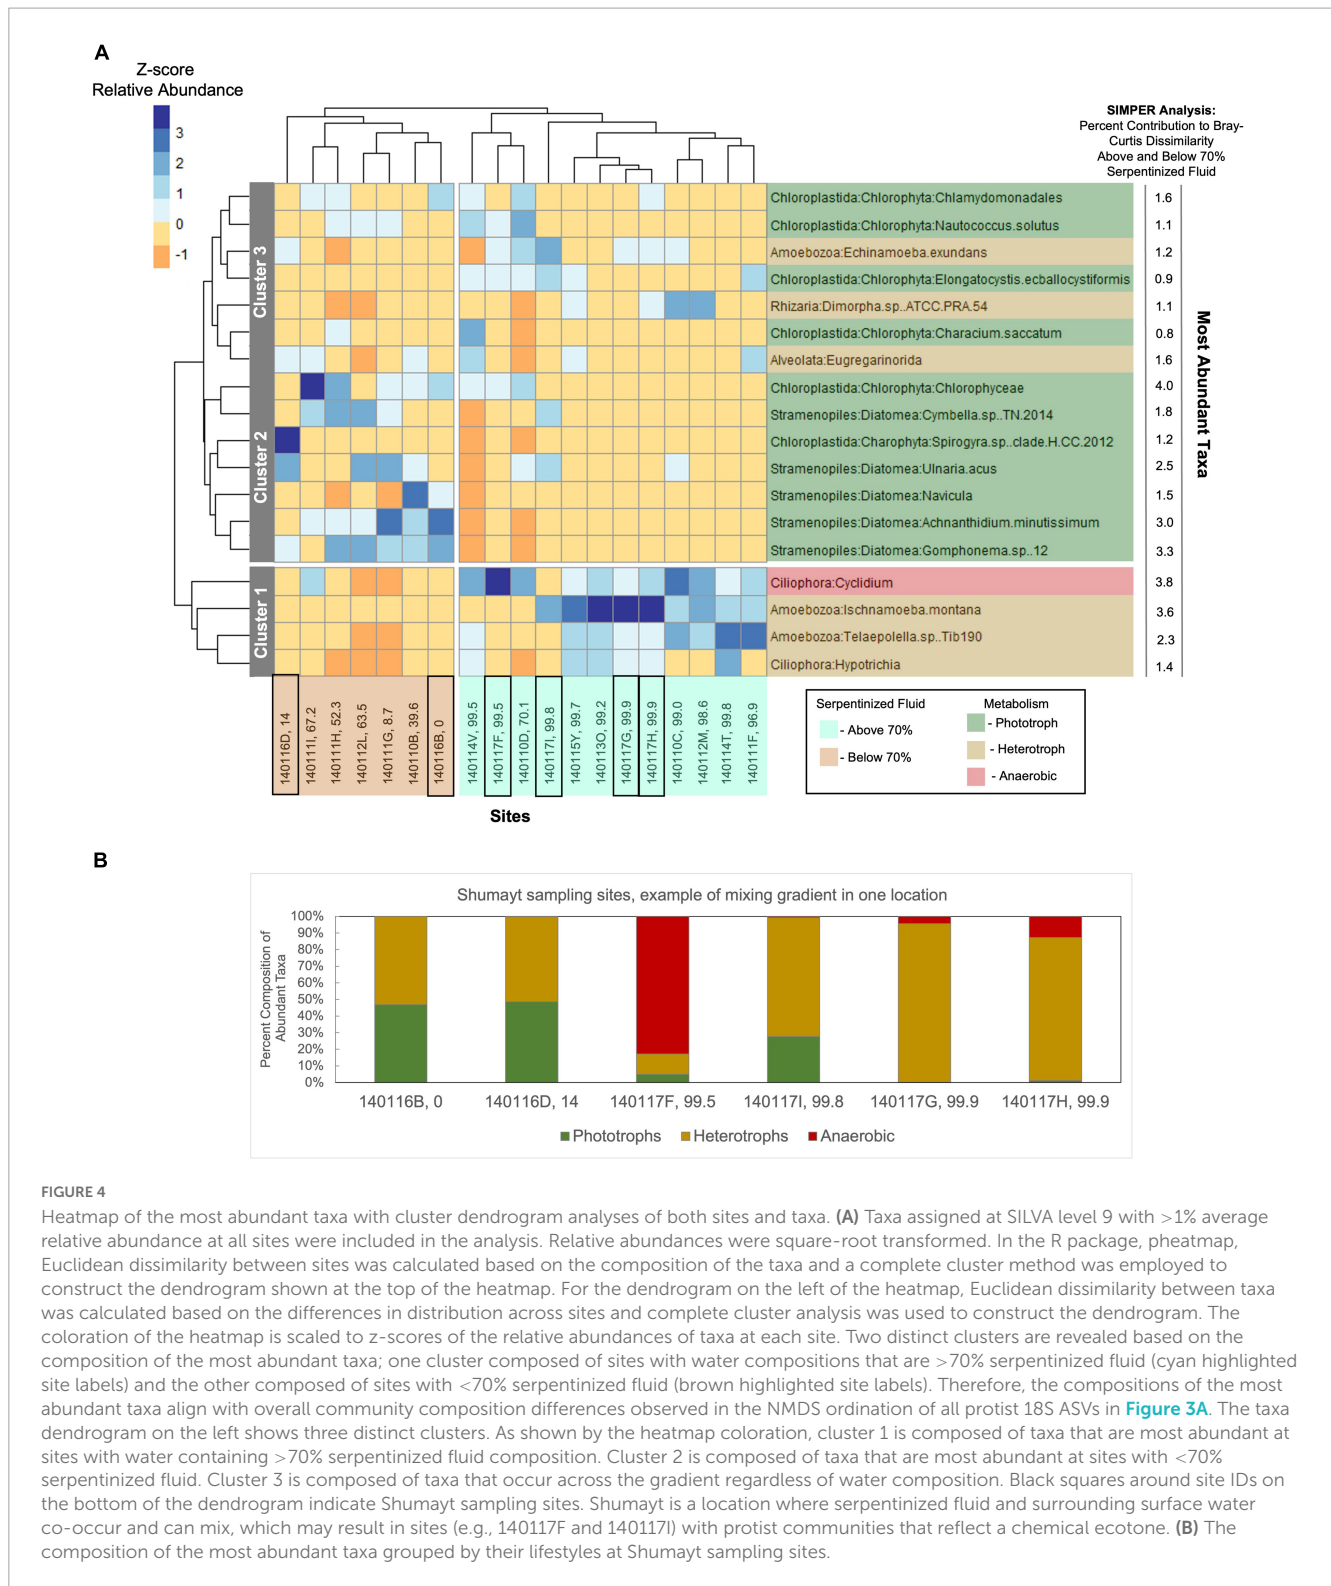 A
Z-score
Relative Abundance
3
2
1
0
-1
SIMPER Analysis:
Percent Contribution to Bray-
Curtis Dissimilarity
Above and Below 70%
Serpentinized Fluid
Cluster 3
Cluster 2
Cluster 1
Chloroplastida:Chlorophyta:Chlamydomonadales 1.6
Chloroplastida:Chlorophyta:Nautococcus.solutus 1.1
Amoebozoa:Echinamoeba.exundans 1.2
Chloroplastida:Chlorophyta:Elongatocystis.ecballocystiformis 0.9
Rhizaria:Dimorpha.sp..ATCC.PRA.54 1.1
Chloroplastida:Chlorophyta:Characium.saccatum 0.8
Alveolata:Eugregarinorida 1.6
Chloroplastida:Chlorophyta:Chlorophyceae 4.0
Stramenopiles:Diatomea:Cymbella.sp..TN.2014 1.8
Chloroplastida:Charophyta:Spirogyra.sp..clade.H.CC.2012 1.2
Stramenopiles:Diatomea:Ulnaria.acus 2.5
Stramenopiles:Diatomea:Navicula 1.5
Stramenopiles:Diatomea:Achnanthidium.minutissimum 3.0
Stramenopiles:Diatomea:Gomphonema.sp..12 3.3
Ciliophora:Cyclidium 3.8
Amoebozoa:Ischnamoeba.montana 3.6
Amoebozoa:Telaepolella.sp..Tib190 2.3
Ciliophora:Hypotrichia 1.4
Most Abundant Taxa
140116D, 14
140111I, 67.2
140111H, 52.3
140112L, 63.5
140111G, 8.7
140110B, 39.6
140116B, 0
140114V, 99.5
140117F, 99.5
140110D, 70.1
140117I, 99.8
140115Y, 99.7
140113O, 99.2
140117G, 99.9
140117H, 99.9
140110C, 99.0
140112M, 98.6
140114T, 99.8
140111F, 96.9
Sites
Serpentinized Fluid
- Above 70%
- Below 70%
Metabolism
- Phototroph
- Heterotroph
- Anaerobic
B
Shumayt sampling sites, example of mixing gradient in one location
Percent Composition of
Abundant Taxa
100%
90%
80%
70%
60%
50%
40%
30%
20%
10%
0%
140116B, 0 140116D, 14 140117F, 99.5 140117I, 99.8 140117G, 99.9 140117H, 99.9
Phototrophs Heterotrophs Anaerobic
FIGURE 4
Heatmap of the most abundant taxa with cluster dendrogram analyses of both sites and taxa. (A) Taxa assigned at SILVA level 9 with >1% average
relative abundance at all sites were included in the analysis. Relative abundances were square-root transformed. In the R package, pheatmap,
Euclidean dissimilarity between sites was calculated based on the composition of the taxa and a complete cluster method was employed to
construct the dendrogram shown at the top of the heatmap. For the dendrogram on the left of the heatmap, Euclidean dissimilarity between taxa
was calculated based on the differences in distribution across sites and complete cluster analysis was used to construct the dendrogram. The
coloration of the heatmap is scaled to z-scores of the relative abundances of taxa at each site. Two distinct clusters are revealed based on the
composition of the most abundant taxa; one cluster composed of sites with water compositions that are >70% serpentinized fluid (cyan highlighted
site labels) and the other composed of sites with <70% serpentinized fluid (brown highlighted site labels). Therefore, the compositions of the most
abundant taxa align with overall community composition differences observed in the NMDS ordination of all protist 18S ASVs in Figure 3A. The taxa
dendrogram on the left shows three distinct clusters. As shown by the heatmap coloration, cluster 1 is composed of taxa that are most abundant at
sites with water containing >70% serpentinized fluid composition. Cluster 2 is composed of taxa that are most abundant at sites with <70%
serpentinized fluid. Cluster 3 is composed of taxa that occur across the gradient regardless of water composition. Black squares around site IDs on
the bottom of the dendrogram indicate Shumayt sampling sites. Shumayt is a location where serpentinized fluid and surrounding surface water
co-occur and can mix, which may result in sites (e.g., 140117F and 140117I) with protist communities that reflect a chemical ecotone. (B) The
composition of the most abundant taxa grouped by their lifestyles at Shumayt sampling sites.